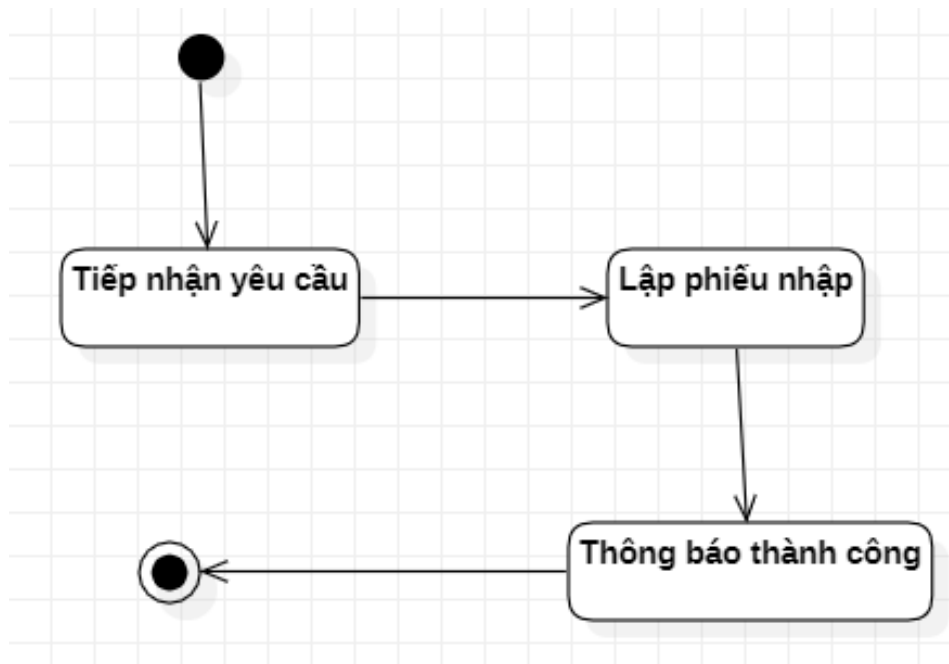 Tiếp nhận yêu cầu
Lập phiếu nhập
Thông báo thành công